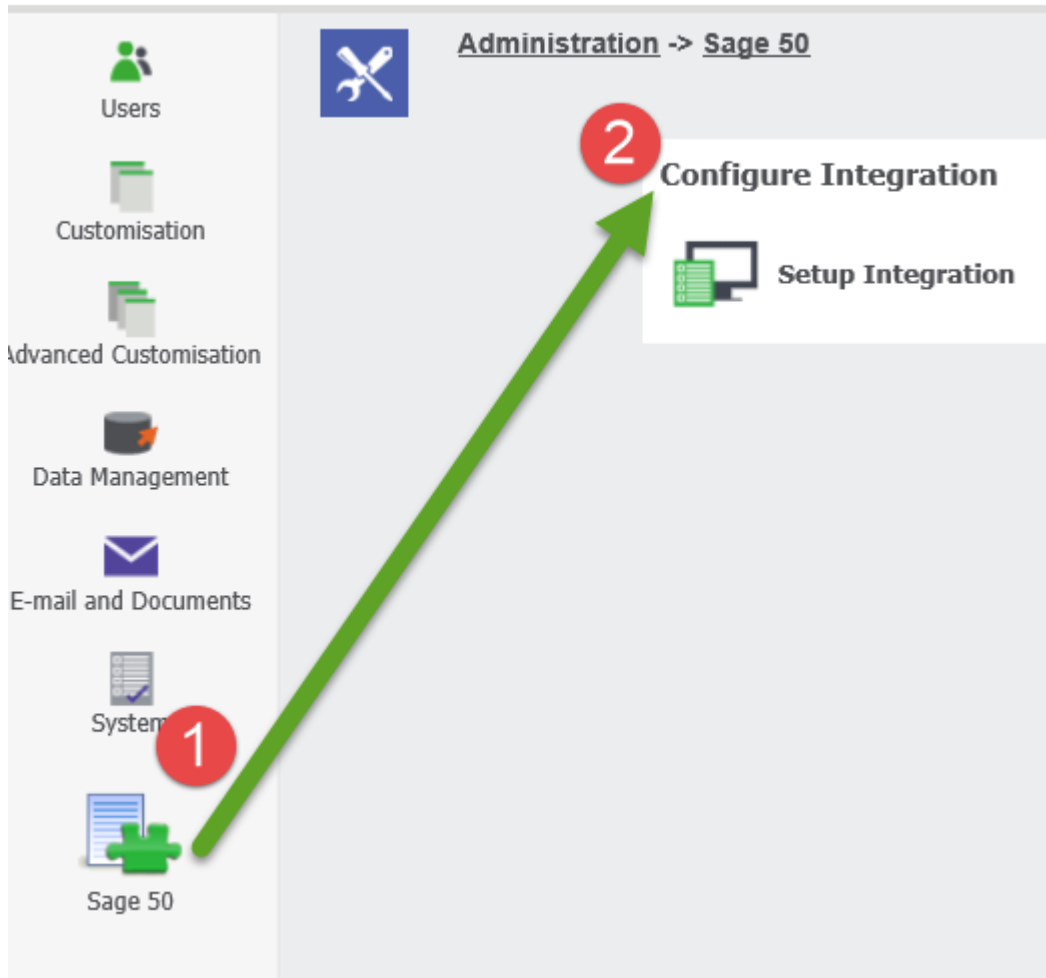 Administration -> Sage 50
Users
Customisation
Advanced Customisation
Data Management
E-mail and Documents
System
1
Sage 50
2
Configure Integration
Setup Integration